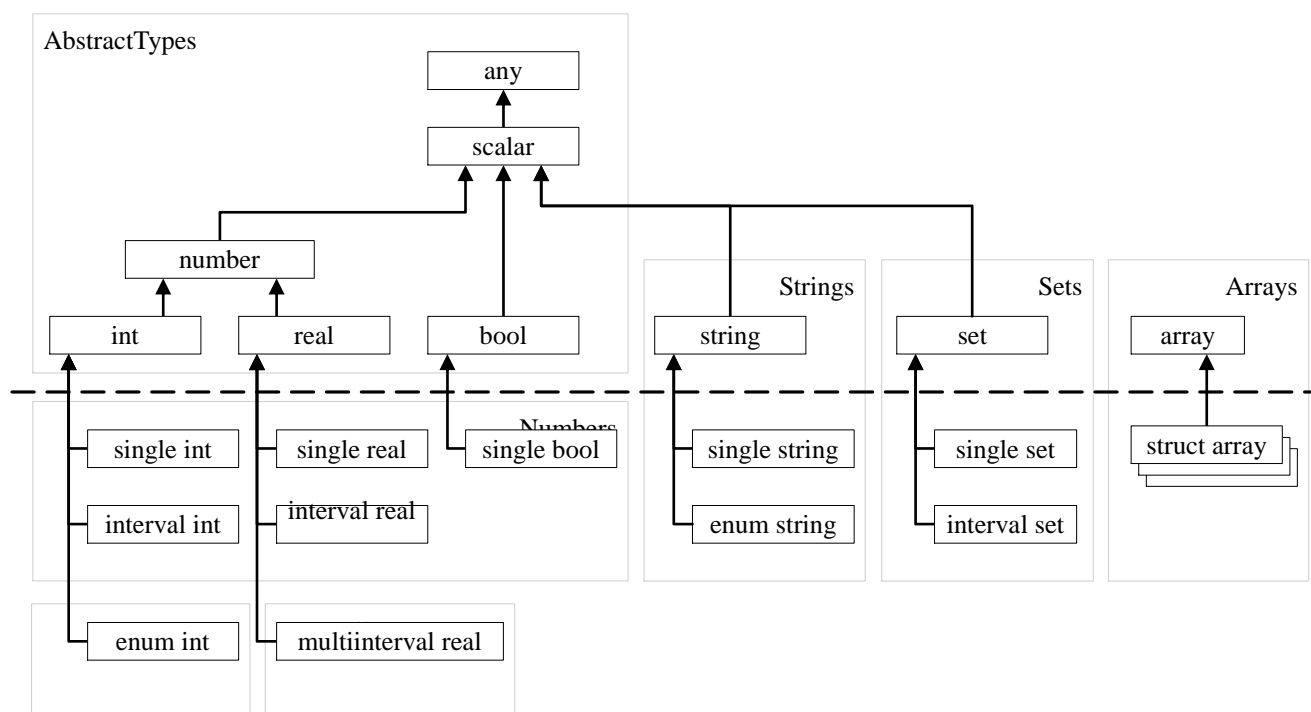 AbstractTypes
any
scalar
number
Strings
Sets
Arrays
int
real
bool
string
set
array
Numbers
single int
single real
single bool
single string
single set
struct array
interval int
interval real
enum string
interval set
enum int
multiinterval real